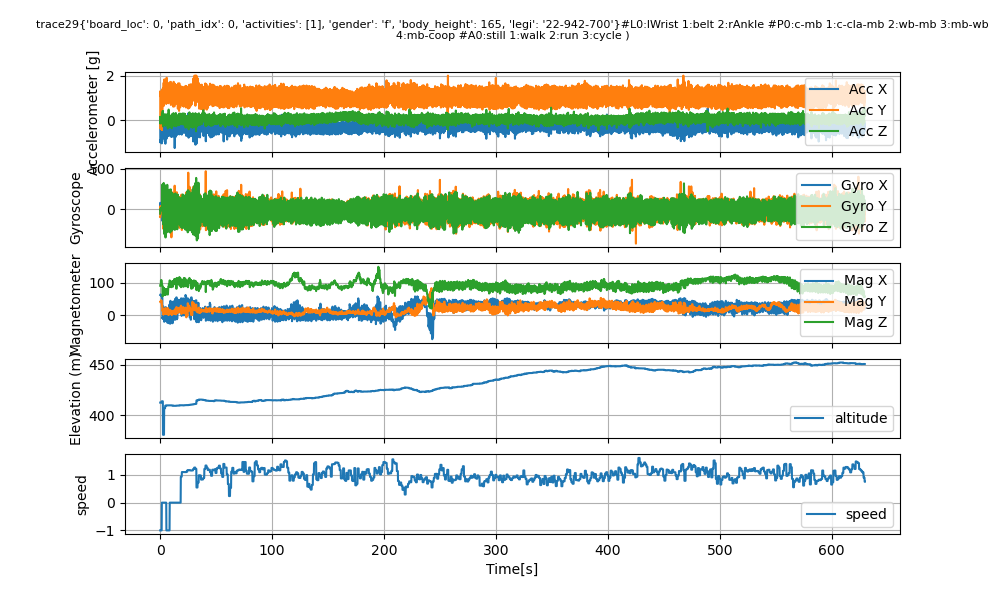 trace29{'board_loc': 0, 'path_idx': 0, 'activities': [1], 'gender': 'f', 'body_height': 165, 'legi': '22-942-700'}#L0:lWrist 1:belt 2:rAnkle #P0:c-mb 1:c-cla-mb 2:wb-mb 3:mb-wb
4:mb-coop #A0:still 1:walk 2:run 3:cycle )
Accelerometer [g]
2
0
Acc X
Acc Y
Acc Z
Gyroscope
0
Gyro X
Gyro Y
Gyro Z
Magnetometer
100
0
Mag X
Mag Y
Mag Z
Elevation (m)
450
400
altitude
speed
1
0
−1
speed
0 100 200 300 400 500 600
Time[s]